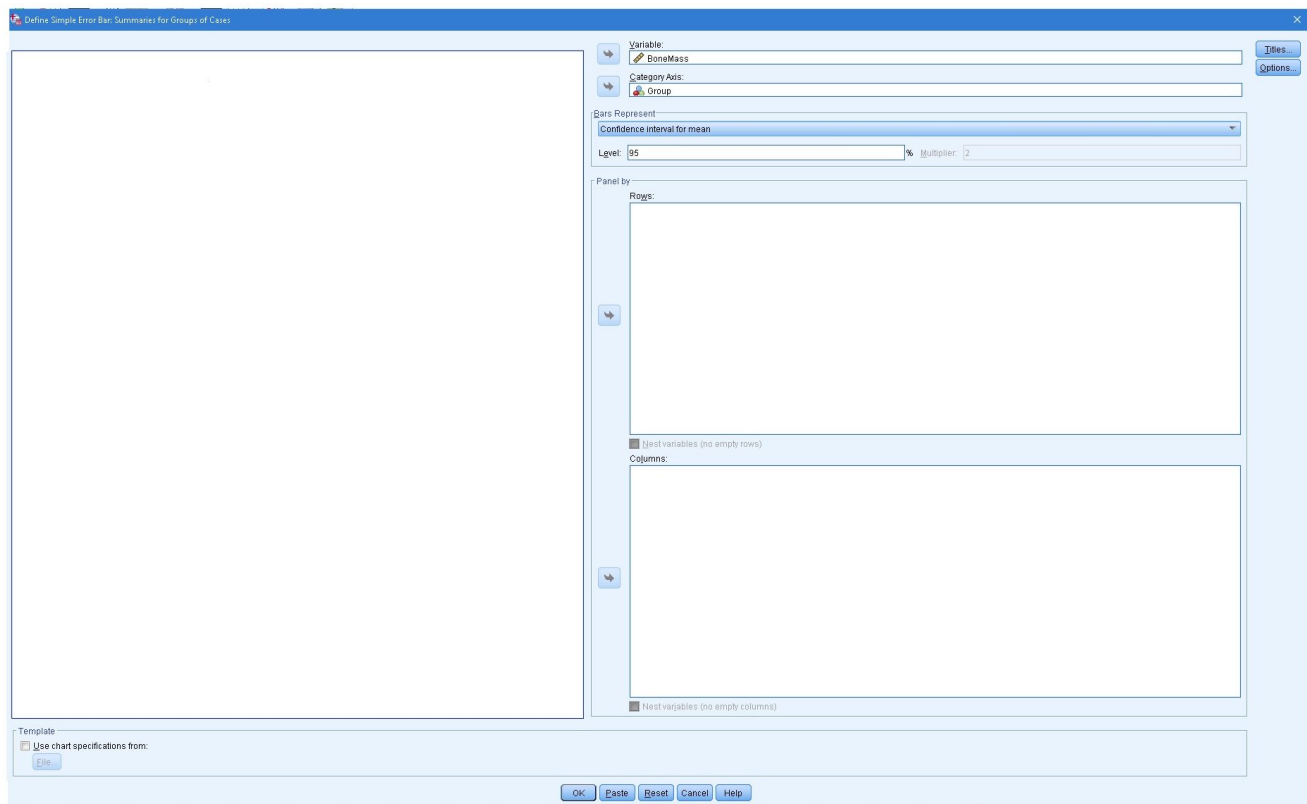 Define Simple Error Bar: Summaries for Groups of Cases
Variable:
BoneMass
Titles...
Category Axis:
Options...
Group
Bars Represent
Confidence interval for mean
Level: 95 % Multiplier: 2
Panel by
Rows:
Nest variables (no empty rows)
Columns:
Nest variables (no empty columns)
Template
Use chart specifications from:
File...
OK Paste Reset Cancel Help